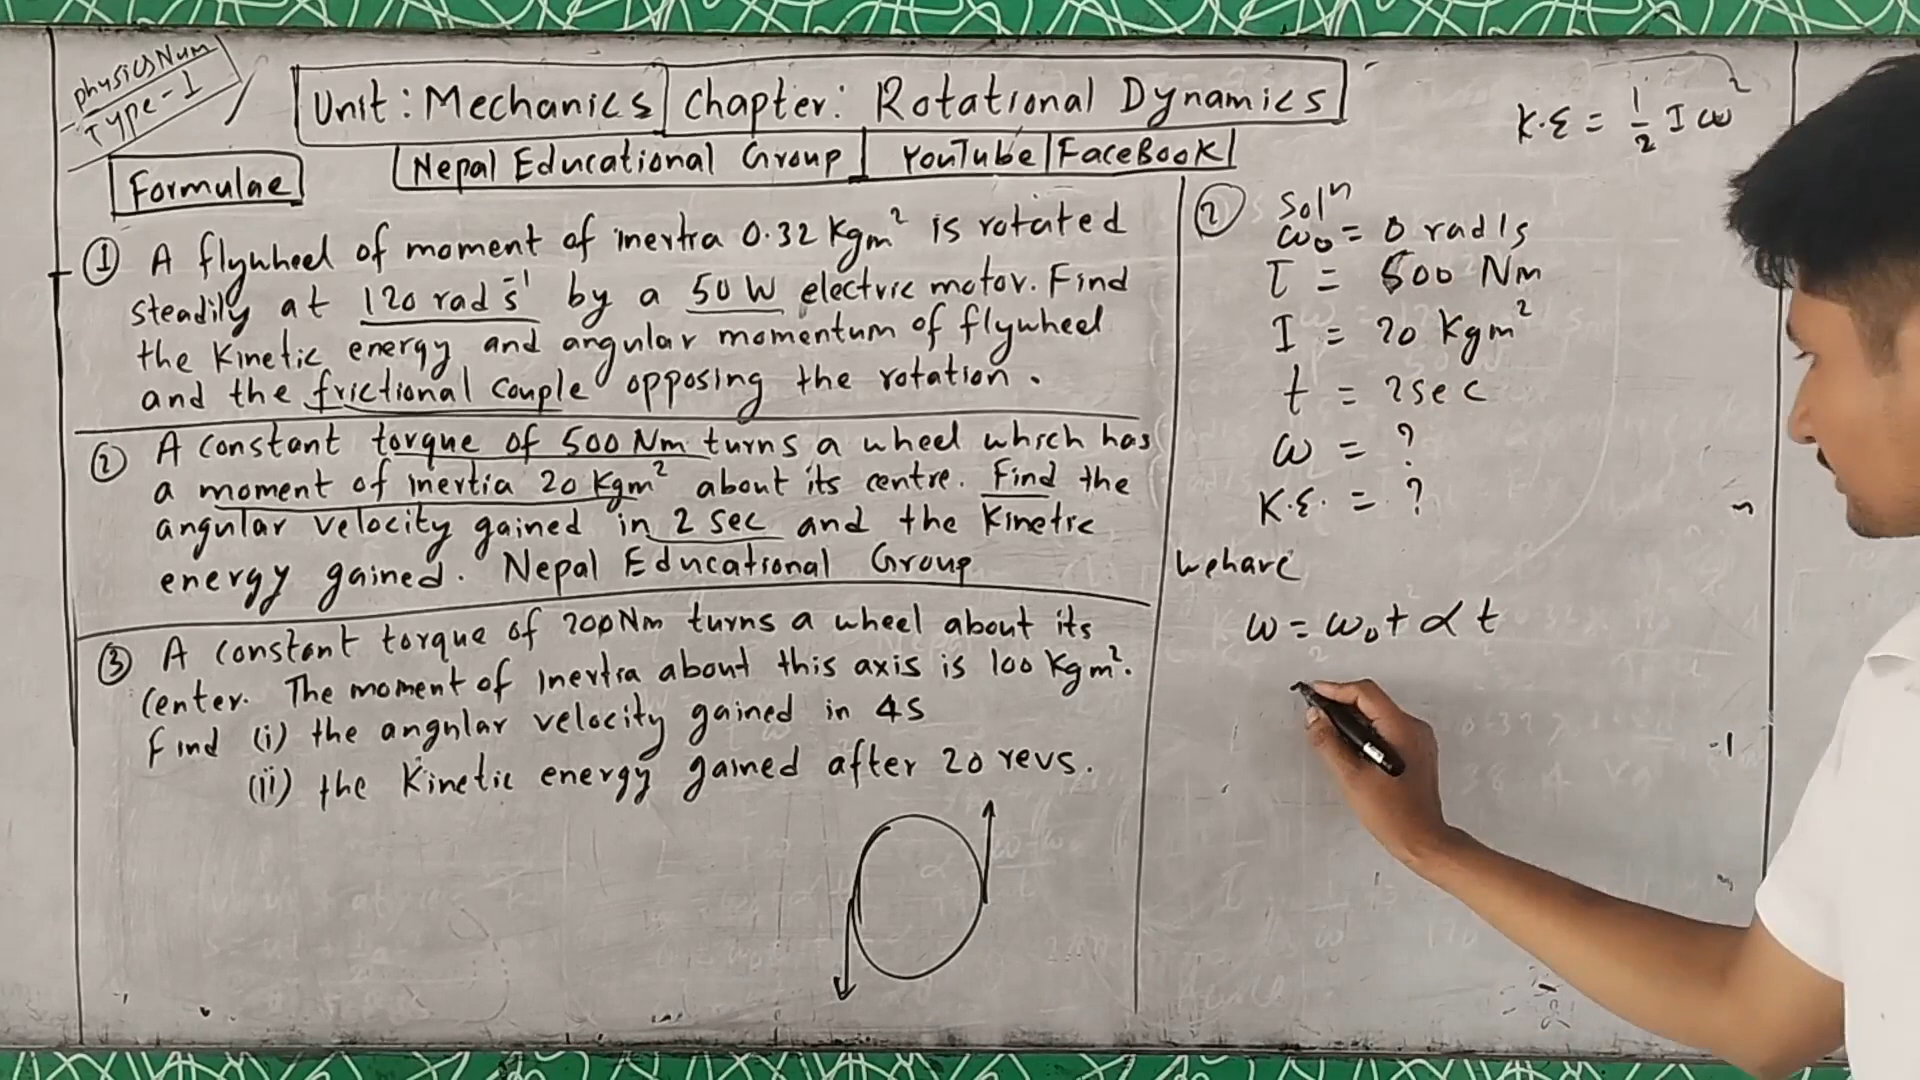 physics Num
Type-I
Unit: Mechanics Chapter: Rotational Dynamics
Nepal Educational Group YouTube|FaceBook
Formulae
① A flywheel of moment of inertia 0.32 Kgm² is rotated
steadily at 120 rad s⁻¹ by a 50 W electric motor. Find
the Kinetic energy and angular momentum of flywheel
and the frictional couple opposing the rotation.
② A constant torque of 500 Nm turns a wheel which has
a moment of inertia 20 Kgm² about its centre. Find the
angular velocity gained in 2 sec and the Kinetic
energy gained. Nepal Educational Group
③ A constant torque of 200Nm turns a wheel about its
Center. The moment of inertia about this axis is 100 Kgm².
Find (i) the angular velocity gained in 4S
(ii) the Kinetic energy gained after 20 revs.
K.E = 1/2 I ω²
② Solⁿ
ω₀ = 0 rad/s
τ = 500 Nm
I = 20 Kgm²
t = 2sec
ω = ?
K.E. = ?
We have
ω = ω₀ + α t